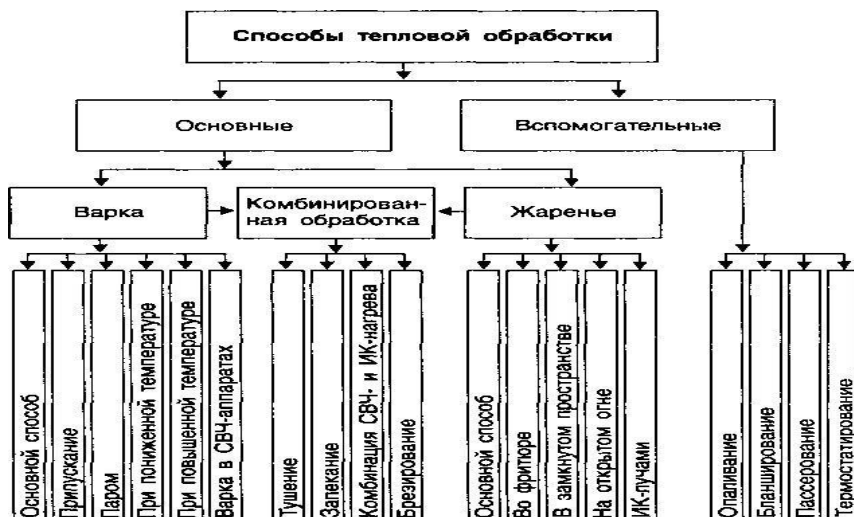 Способы тепловой обработки
Основные
Вспомогательные
Варка
Комбинирован-
ная обработка
Жаренье
Основной способ
Припускание
Паром
При пониженной температуре
При повышенной температуре
Варка в СВЧ-аппаратах
Тушение
Запекание
Комбинация СВЧ- и ИК-нагрева
Брезирование
Основной способ
Во фритюре
В замкнутом пространстве
На открытом огне
ИК-лучами
Опаливание
Бланширование
Пассерование
Термостатирование